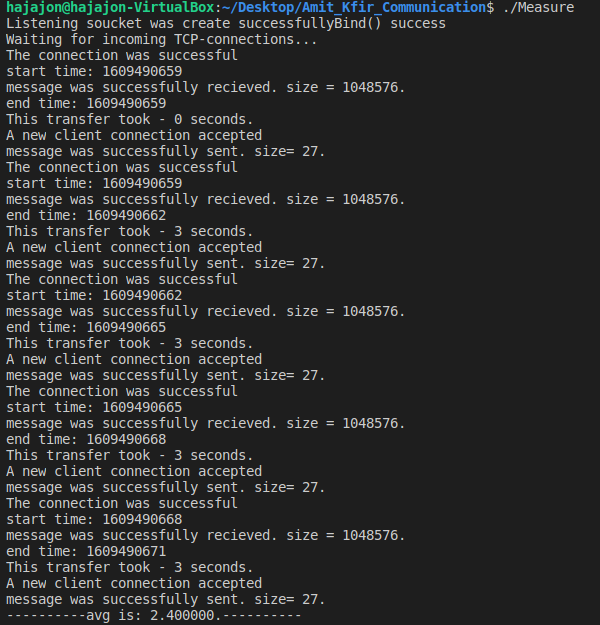 hajajon@hajajon-VirtualBox:~/Desktop/Amit_Kfir_Communication$ ./Measure
Listening soucket was create successfullyBind() success
Waiting for incoming TCP-connections...
The connection was successful
start time: 1609490659
message was successfully recieved. size = 1048576.
end time: 1609490659
This transfer took - 0 seconds.
A new client connection accepted
message was successfully sent. size= 27.
The connection was successful
start time: 1609490659
message was successfully recieved. size = 1048576.
end time: 1609490662
This transfer took - 3 seconds.
A new client connection accepted
message was successfully sent. size= 27.
The connection was successful
start time: 1609490662
message was successfully recieved. size = 1048576.
end time: 1609490665
This transfer took - 3 seconds.
A new client connection accepted
message was successfully sent. size= 27.
The connection was successful
start time: 1609490665
message was successfully recieved. size = 1048576.
end time: 1609490668
This transfer took - 3 seconds.
A new client connection accepted
message was successfully sent. size= 27.
The connection was successful
start time: 1609490668
message was successfully recieved. size = 1048576.
end time: 1609490671
This transfer took - 3 seconds.
A new client connection accepted
message was successfully sent. size= 27.
----------avg is: 2.400000.----------